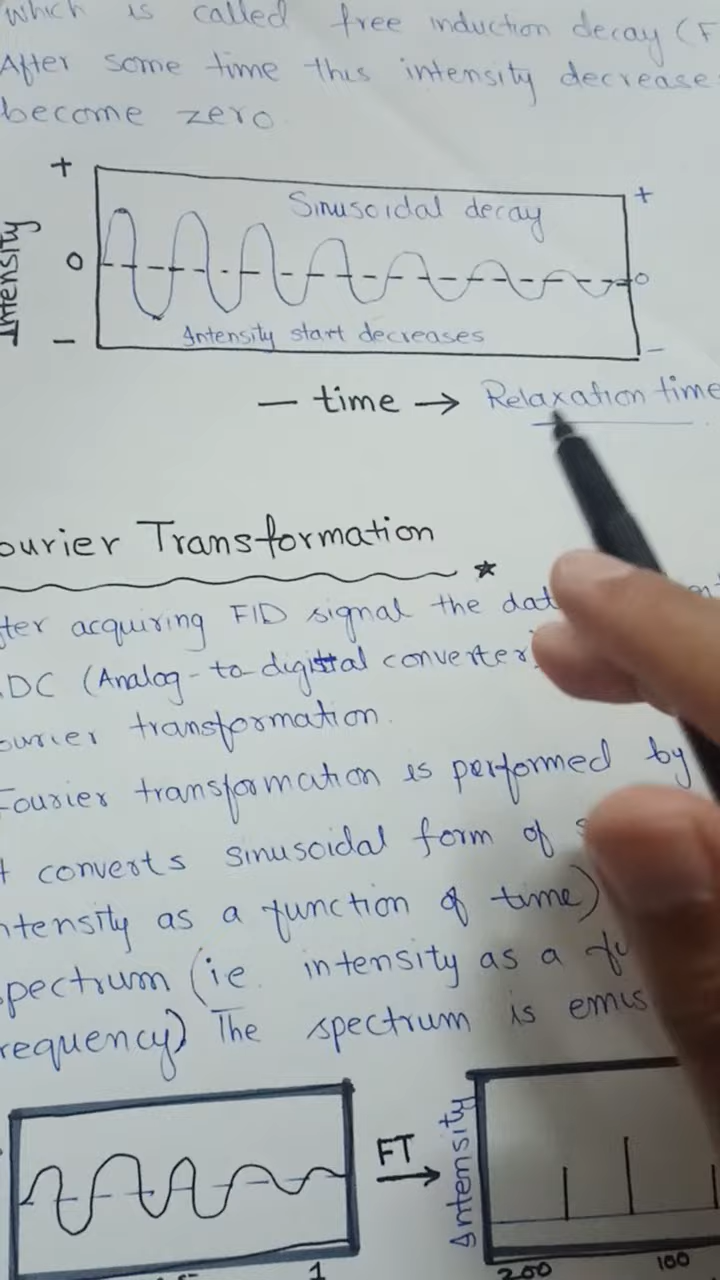 which is called free induction decay (F
After some time this intensity decrease
become zero
+
Sinusoidal decay
+
Intensity
0
0
Intensity start decreases
—
—
— time → Relaxation time
ourier Transformation
*
ter acquiring FID signal the dat
DC (Analog-to-digital converter)
ourier transformation.
Fourier transformation is performed by
t converts sinusoidal form of s
ntensity as a function of time)
pectrum (ie. intensity as a fu
requency) The spectrum is emis
FT
→
Intensity
1
200
100